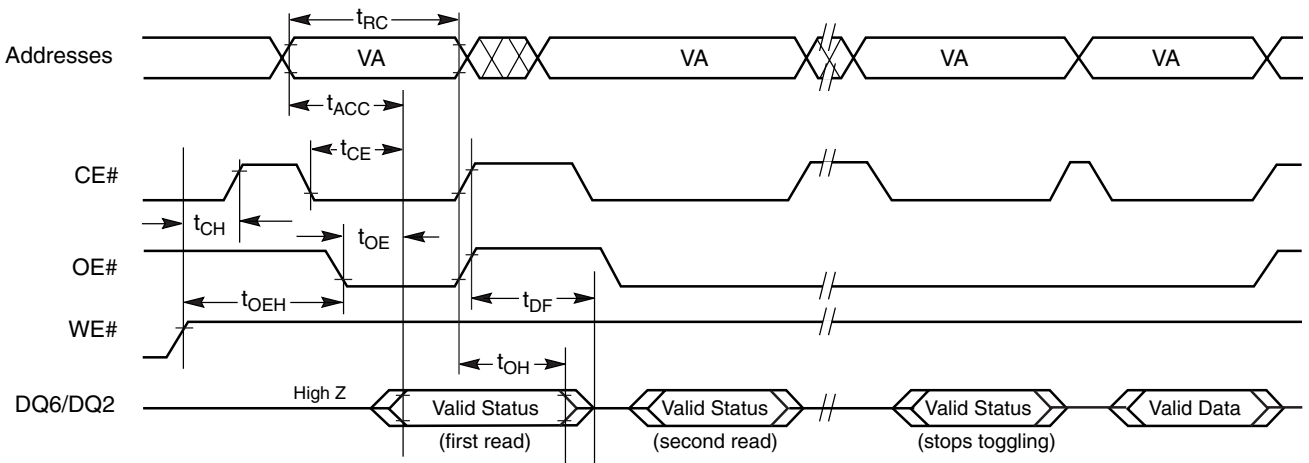 tRC
Addresses VA VA VA VA
tACC
tCE
CE#
tCH
tOE
OE#
tOEH tDF
WE#
tOH
High Z
DQ6/DQ2 Valid Status Valid Status Valid Status Valid Data
(first read) (second read) (stops toggling)